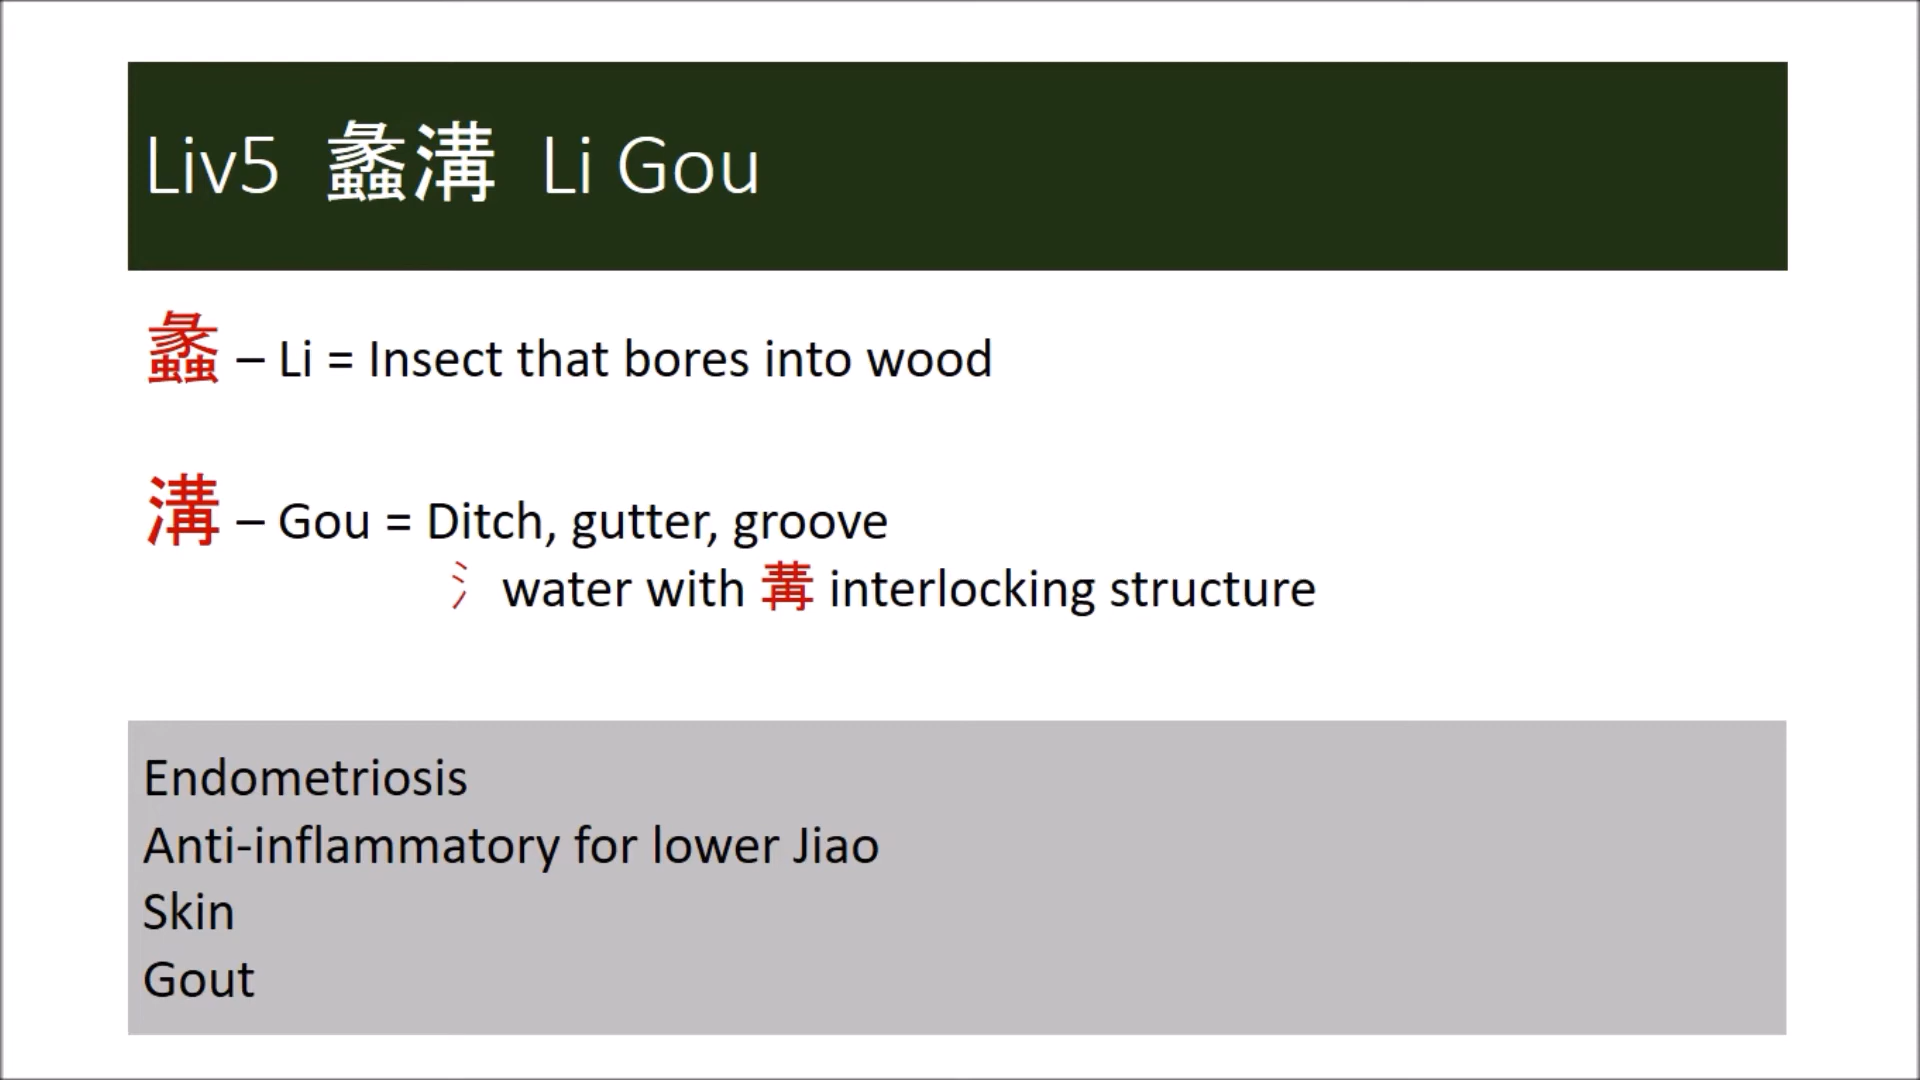 Liv5 蠡溝 Li Gou
蠡 – Li = Insect that bores into wood
溝 – Gou = Ditch, gutter, groove
氵 water with 冓 interlocking structure
Endometriosis
Anti-inflammatory for lower Jiao
Skin
Gout